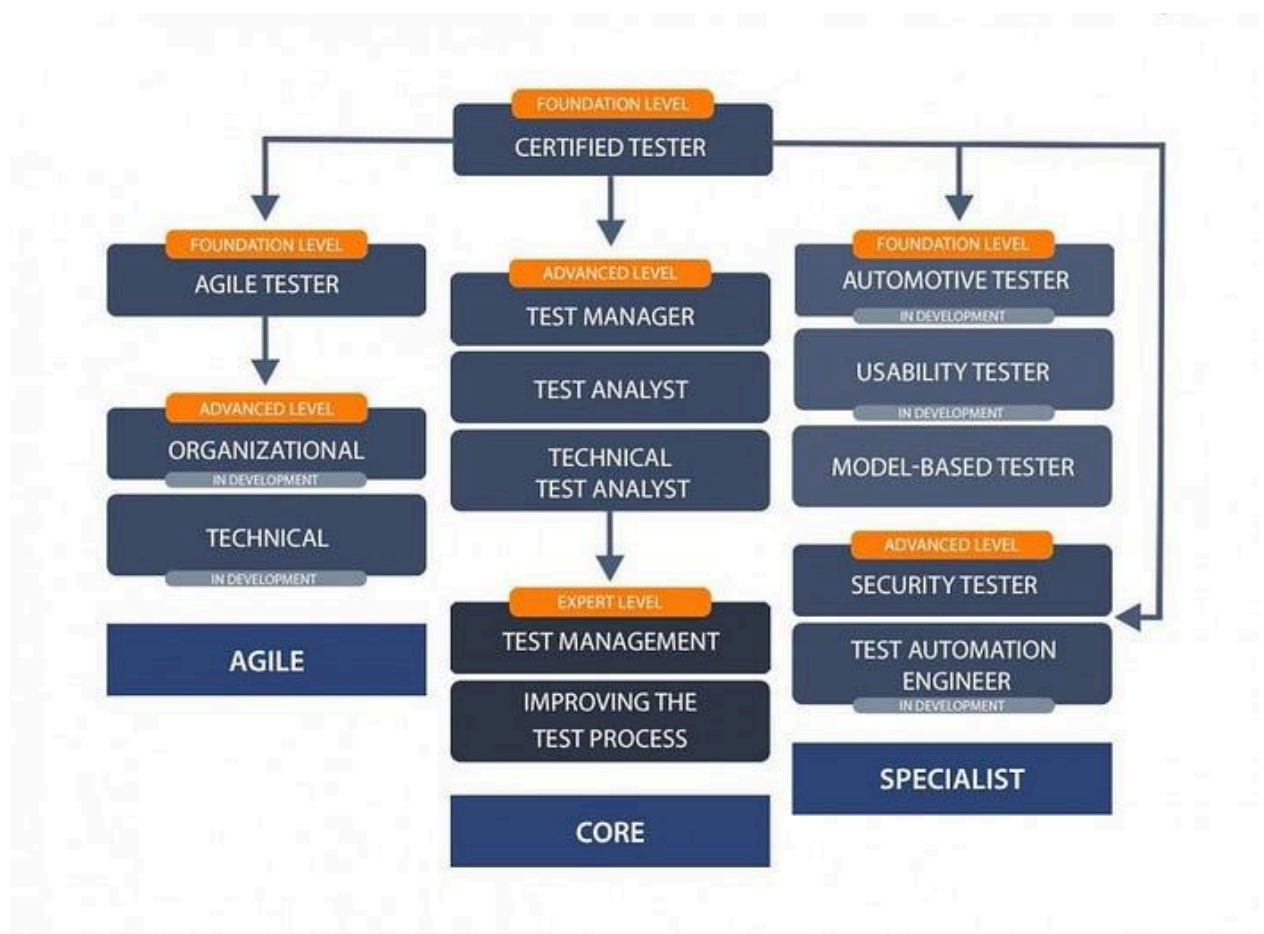 FOUNDATION LEVEL
CERTIFIED TESTER
FOUNDATION LEVEL
AGILE TESTER
ADVANCED LEVEL
ORGANIZATIONAL
IN DEVELOPMENT
TECHNICAL
IN DEVELOPMENT
AGILE
ADVANCED LEVEL
TEST MANAGER
TEST ANALYST
TECHNICAL
TEST ANALYST
EXPERT LEVEL
TEST MANAGEMENT
IMPROVING THE
TEST PROCESS
CORE
FOUNDATION LEVEL
AUTOMOTIVE TESTER
IN DEVELOPMENT
USABILITY TESTER
IN DEVELOPMENT
MODEL-BASED TESTER
ADVANCED LEVEL
SECURITY TESTER
TEST AUTOMATION
ENGINEER
IN DEVELOPMENT
SPECIALIST